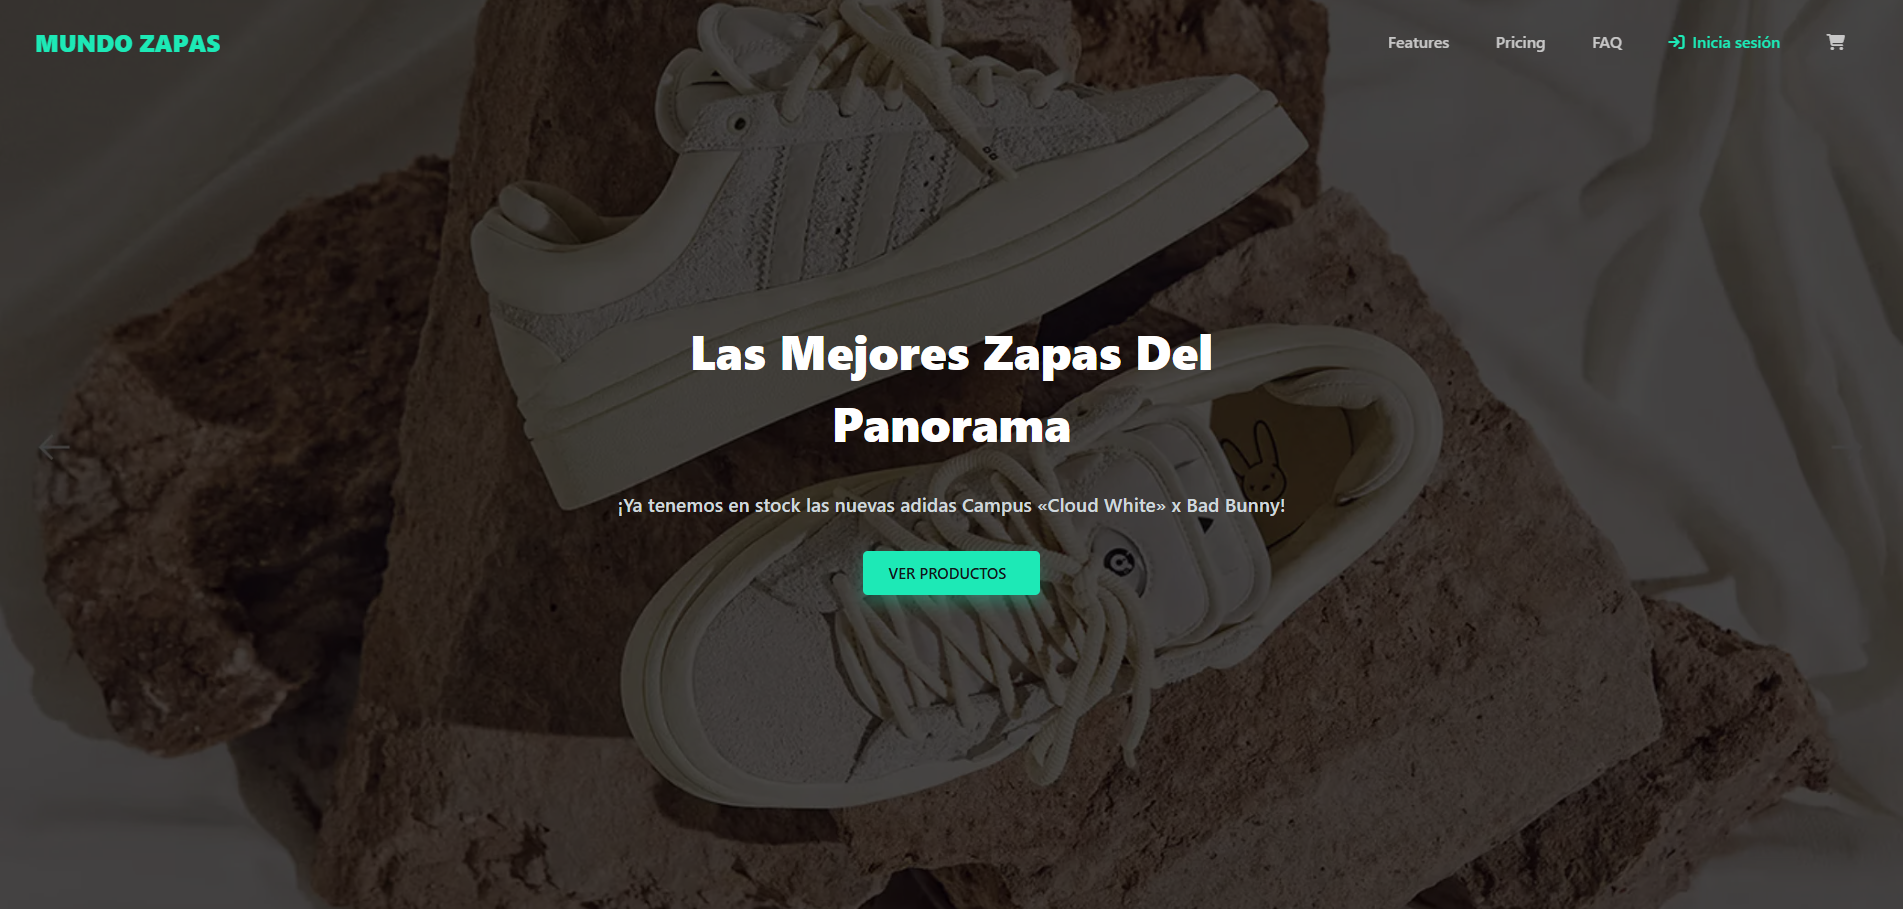 MUNDO ZAPAS
Features
Pricing
FAQ
Inicia sesión
Las Mejores Zapas Del
Panorama
¡Ya tenemos en stock las nuevas adidas Campus «Cloud White» x Bad Bunny!
VER PRODUCTOS